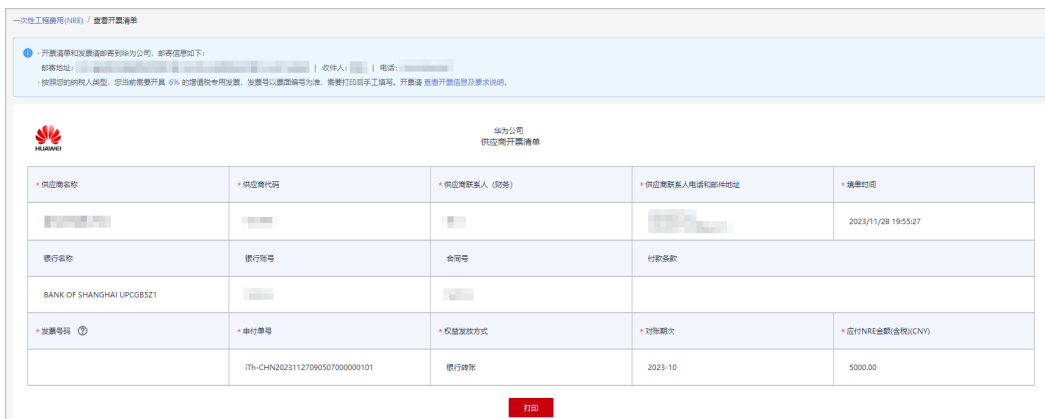 一次性工程费用(NRE) / 查看开票清单
· 开票清单和发票请邮寄到华为公司，邮寄信息如下：
邮寄地址： | 收件人： | 电话：
· 按照您的纳税人类型，您当前需要开具 6% 的增值税专用发票，发票号以票面编号为准，需要打印后手工填写。开票请 查看开票信息及要求说明。
HUAWEI
华为公司
供应商开票清单
* 供应商名称 * 供应商代码 * 供应商联系人（财务） * 供应商联系人电话和邮件地址 * 填单时间
2023/11/28 19:55:27
银行名称 银行账号 合同号 付款条款
BANK OF SHANGHAI UPCGB5Z1
* 发票号码 ? * 申付单号 * 权益发放方式 * 对账期次 * 应付NRE金额(含税)(CNY)
iTh-CHN20231127090507000000101 银行转账 2023-10 5000.00
打印